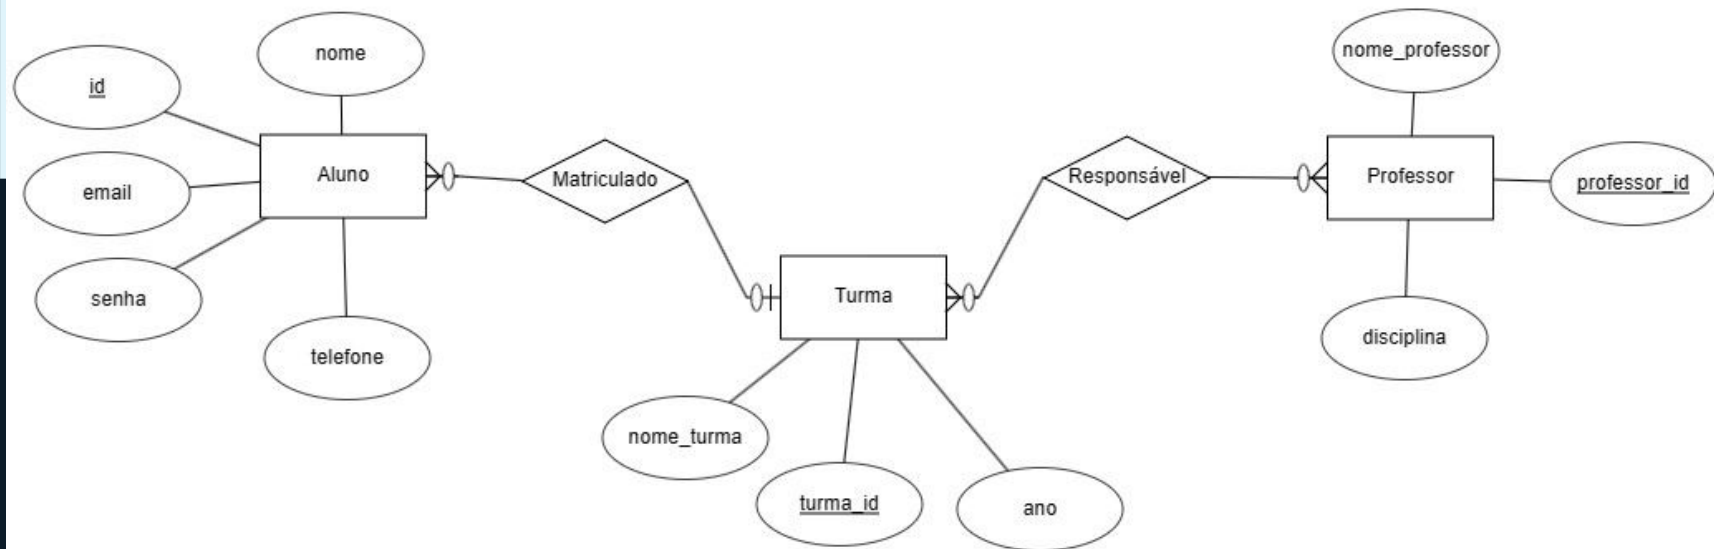 nome
nome_professor
id
Aluno
Matriculado
Responsável
Professor
professor_id
email
senha
Turma
telefone
disciplina
nome_turma
turma_id
ano